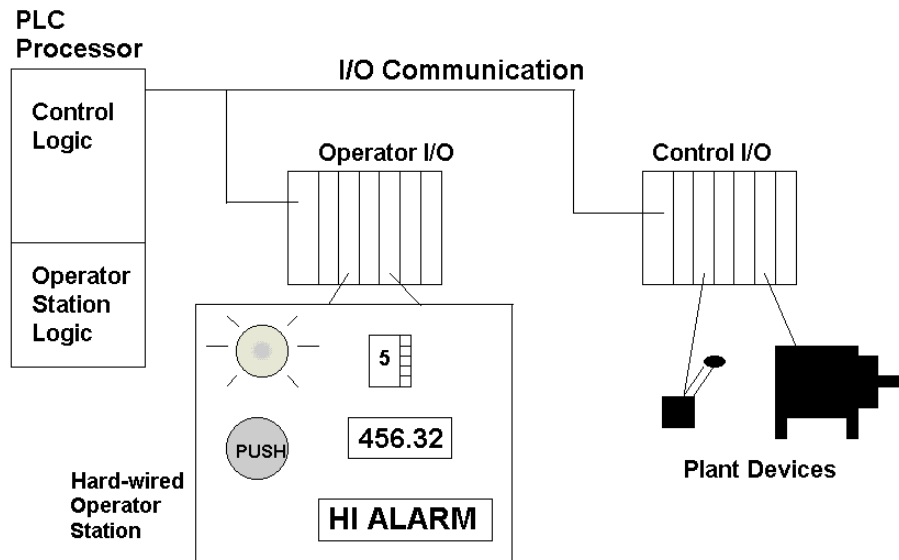 PLC
Processor
I/O Communication
Control
Logic
Operator I/O
Control I/O
Operator
Station
Logic
5
PUSH
456.32
Hard-wired
Operator
Station
HI ALARM
Plant Devices